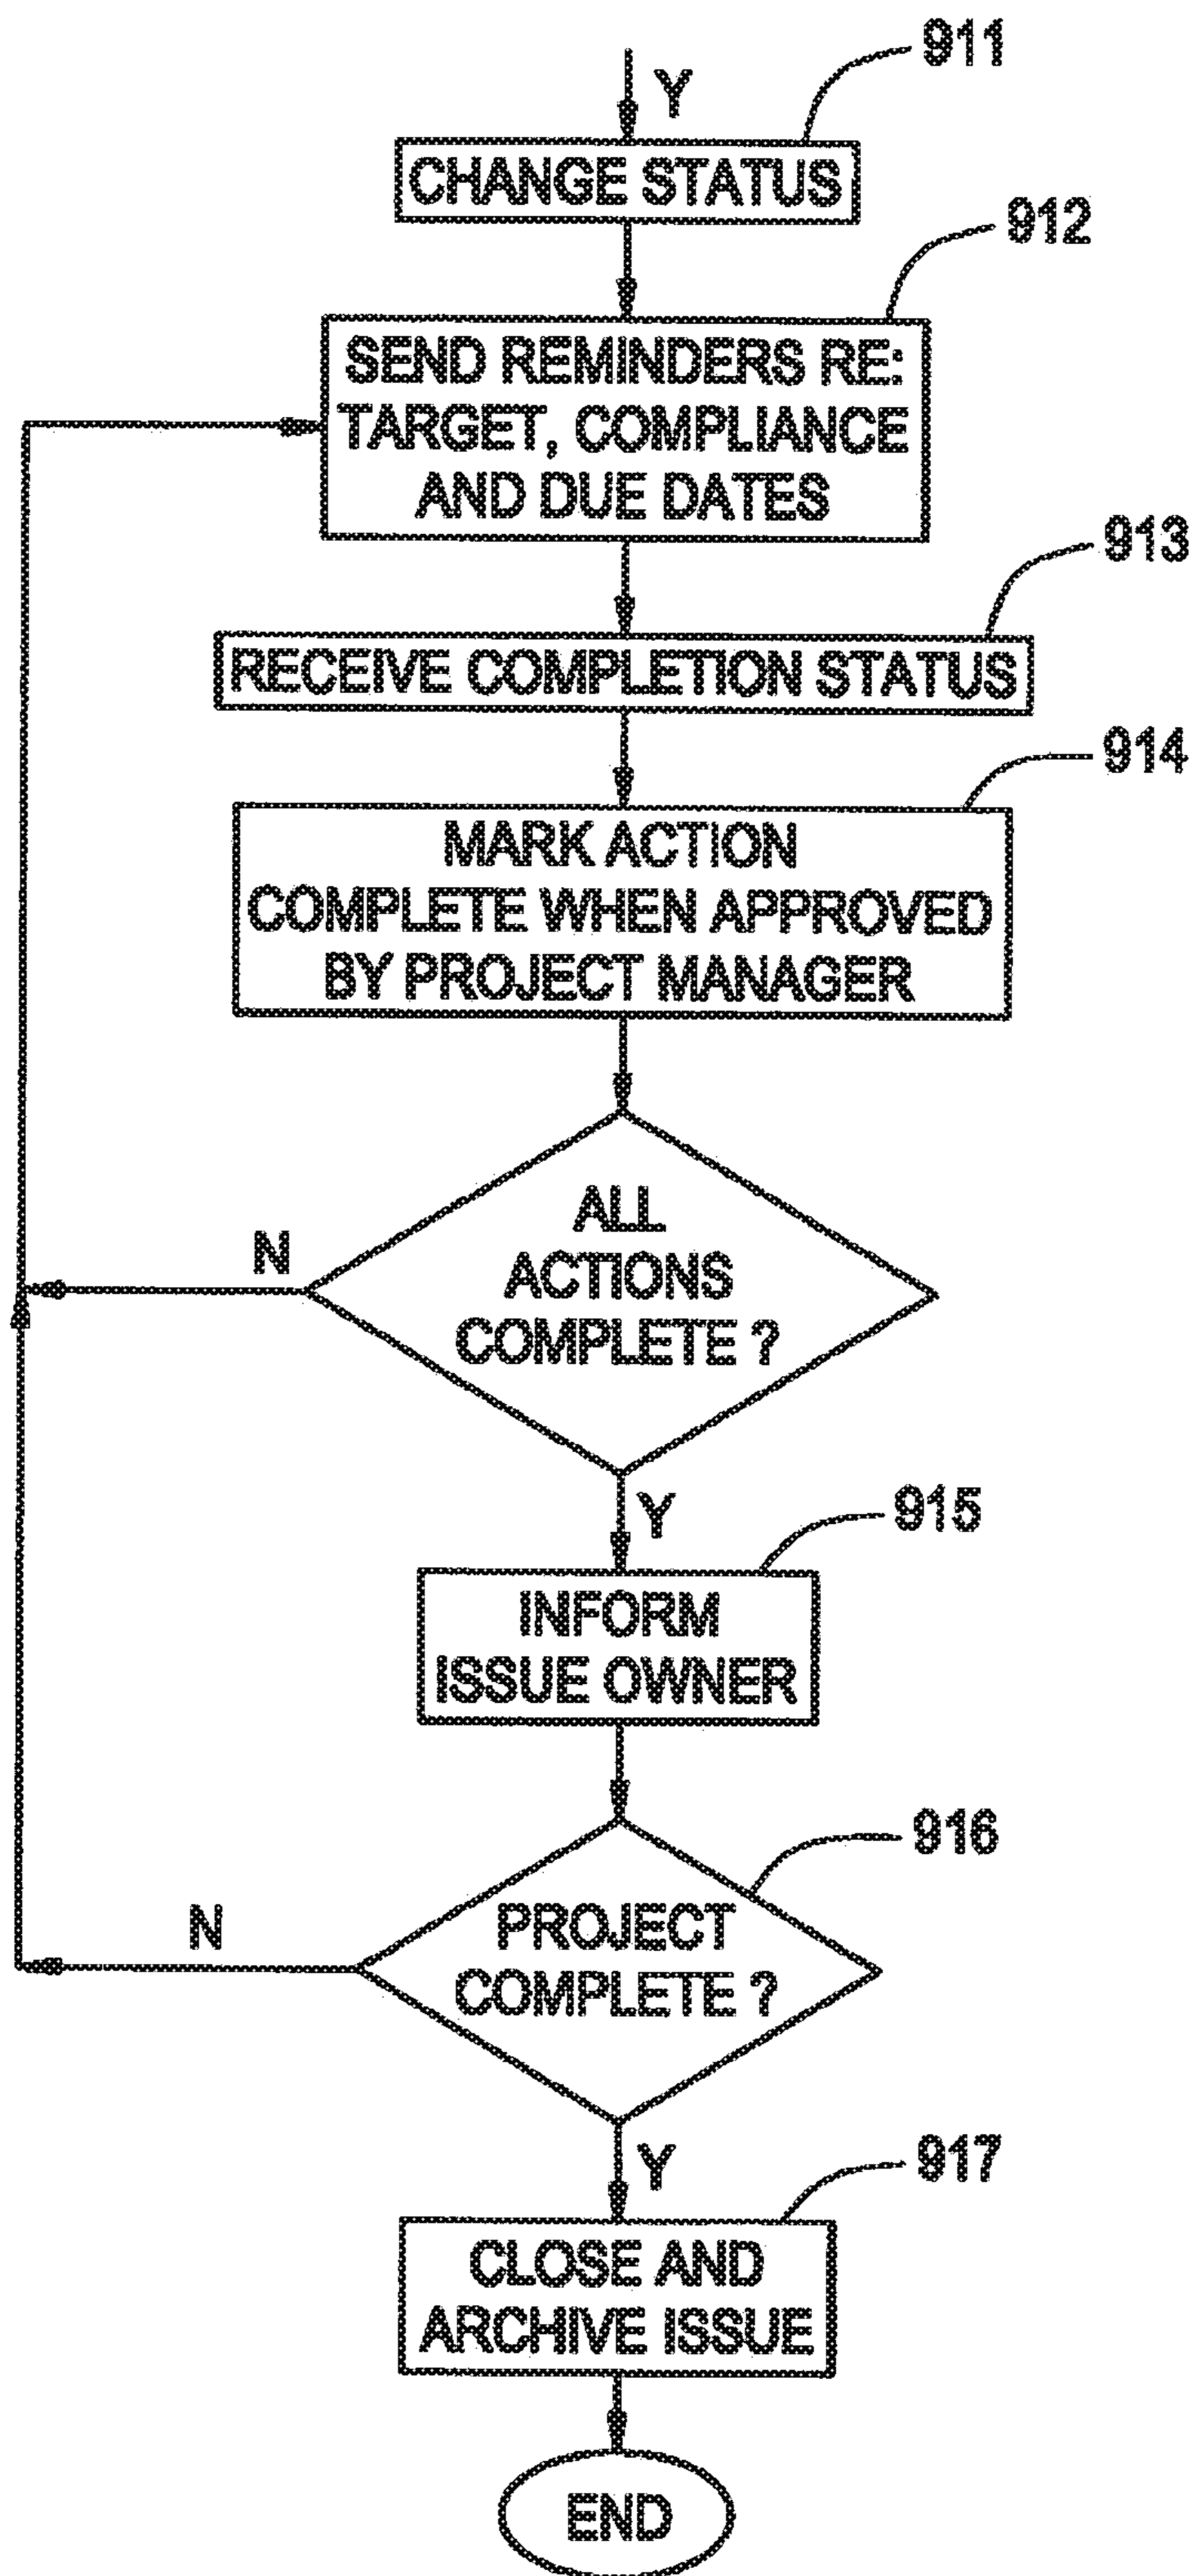 911
Y
CHANGE STATUS
912
SEND REMINDERS RE:
TARGET, COMPLIANCE
AND DUE DATES
913
RECEIVE COMPLETION STATUS
914
MARK ACTION
COMPLETE WHEN APPROVED
BY PROJECT MANAGER
N
ALL
ACTIONS
COMPLETE ?
Y
915
INFORM
ISSUE OWNER
916
N
PROJECT
COMPLETE ?
Y
917
CLOSE AND
ARCHIVE ISSUE
END